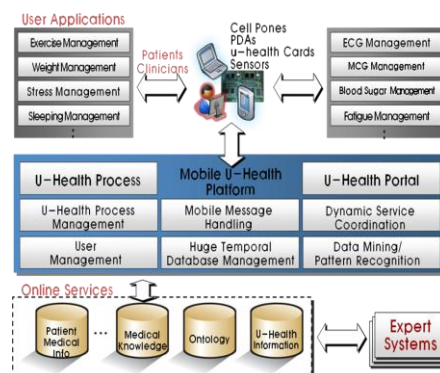 User Applications
Exercise Management
Weight Management
Stress Management
Sleeping Management
Patients
Clinicians
Cell Pones
PDAs
u-health Cards
Sensors
ECG Management
MCG Management
Blood Sugar Management
Fatigue Management
U-Health Process
Mobile U-Health
Platform
U-Health Portal
U-Health Process
Management
Mobile Message
Handling
Dynamic Service
Coordination
User
Management
Huge Temporal
Database Management
Data Mining/
Pattern Recognition
Online Services
Patient
Medical
Info
...
Medical
Knowledge
Ontology
U-Health
Information
Expert
Systems